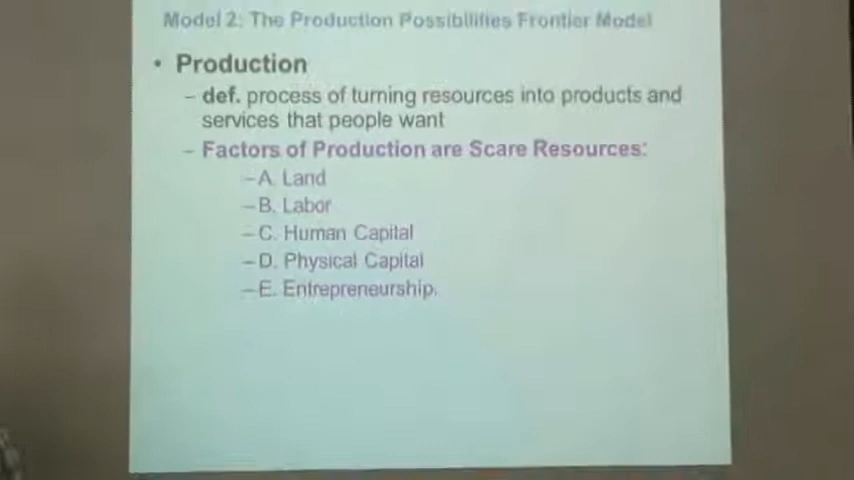 Model 2: The Production Possibilities Frontier Model
• Production
– def. process of turning resources into products and
services that people want
– Factors of Production are Scare Resources:
– A. Land
– B. Labor
– C. Human Capital
– D. Physical Capital
– E. Entrepreneurship.